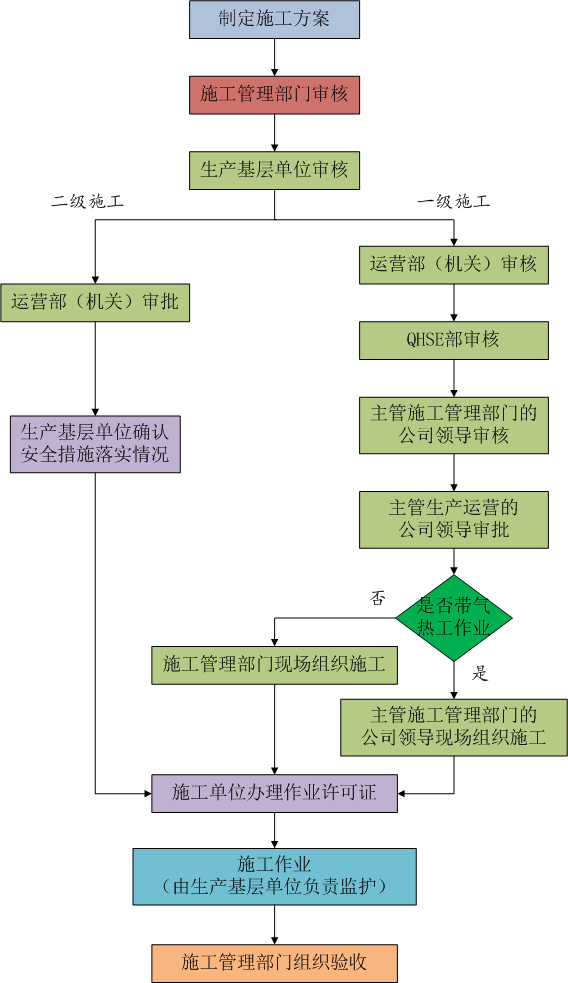 制定施工方案
施工管理部门审核
生产基层单位审核
二级施工
一级施工
运营部（机关）审核
运营部（机关）审批
QHSE部审核
主管施工管理部门的
公司领导审核
生产基层单位确认
安全措施落实情况
主管生产运营的
公司领导审批
否
是否带气
热工作业
施工管理部门现场组织施工
是
主管施工管理部门的
公司领导现场组织施工
施工单位办理作业许可证
施工作业
（由生产基层单位负责监护）
施工管理部门组织验收